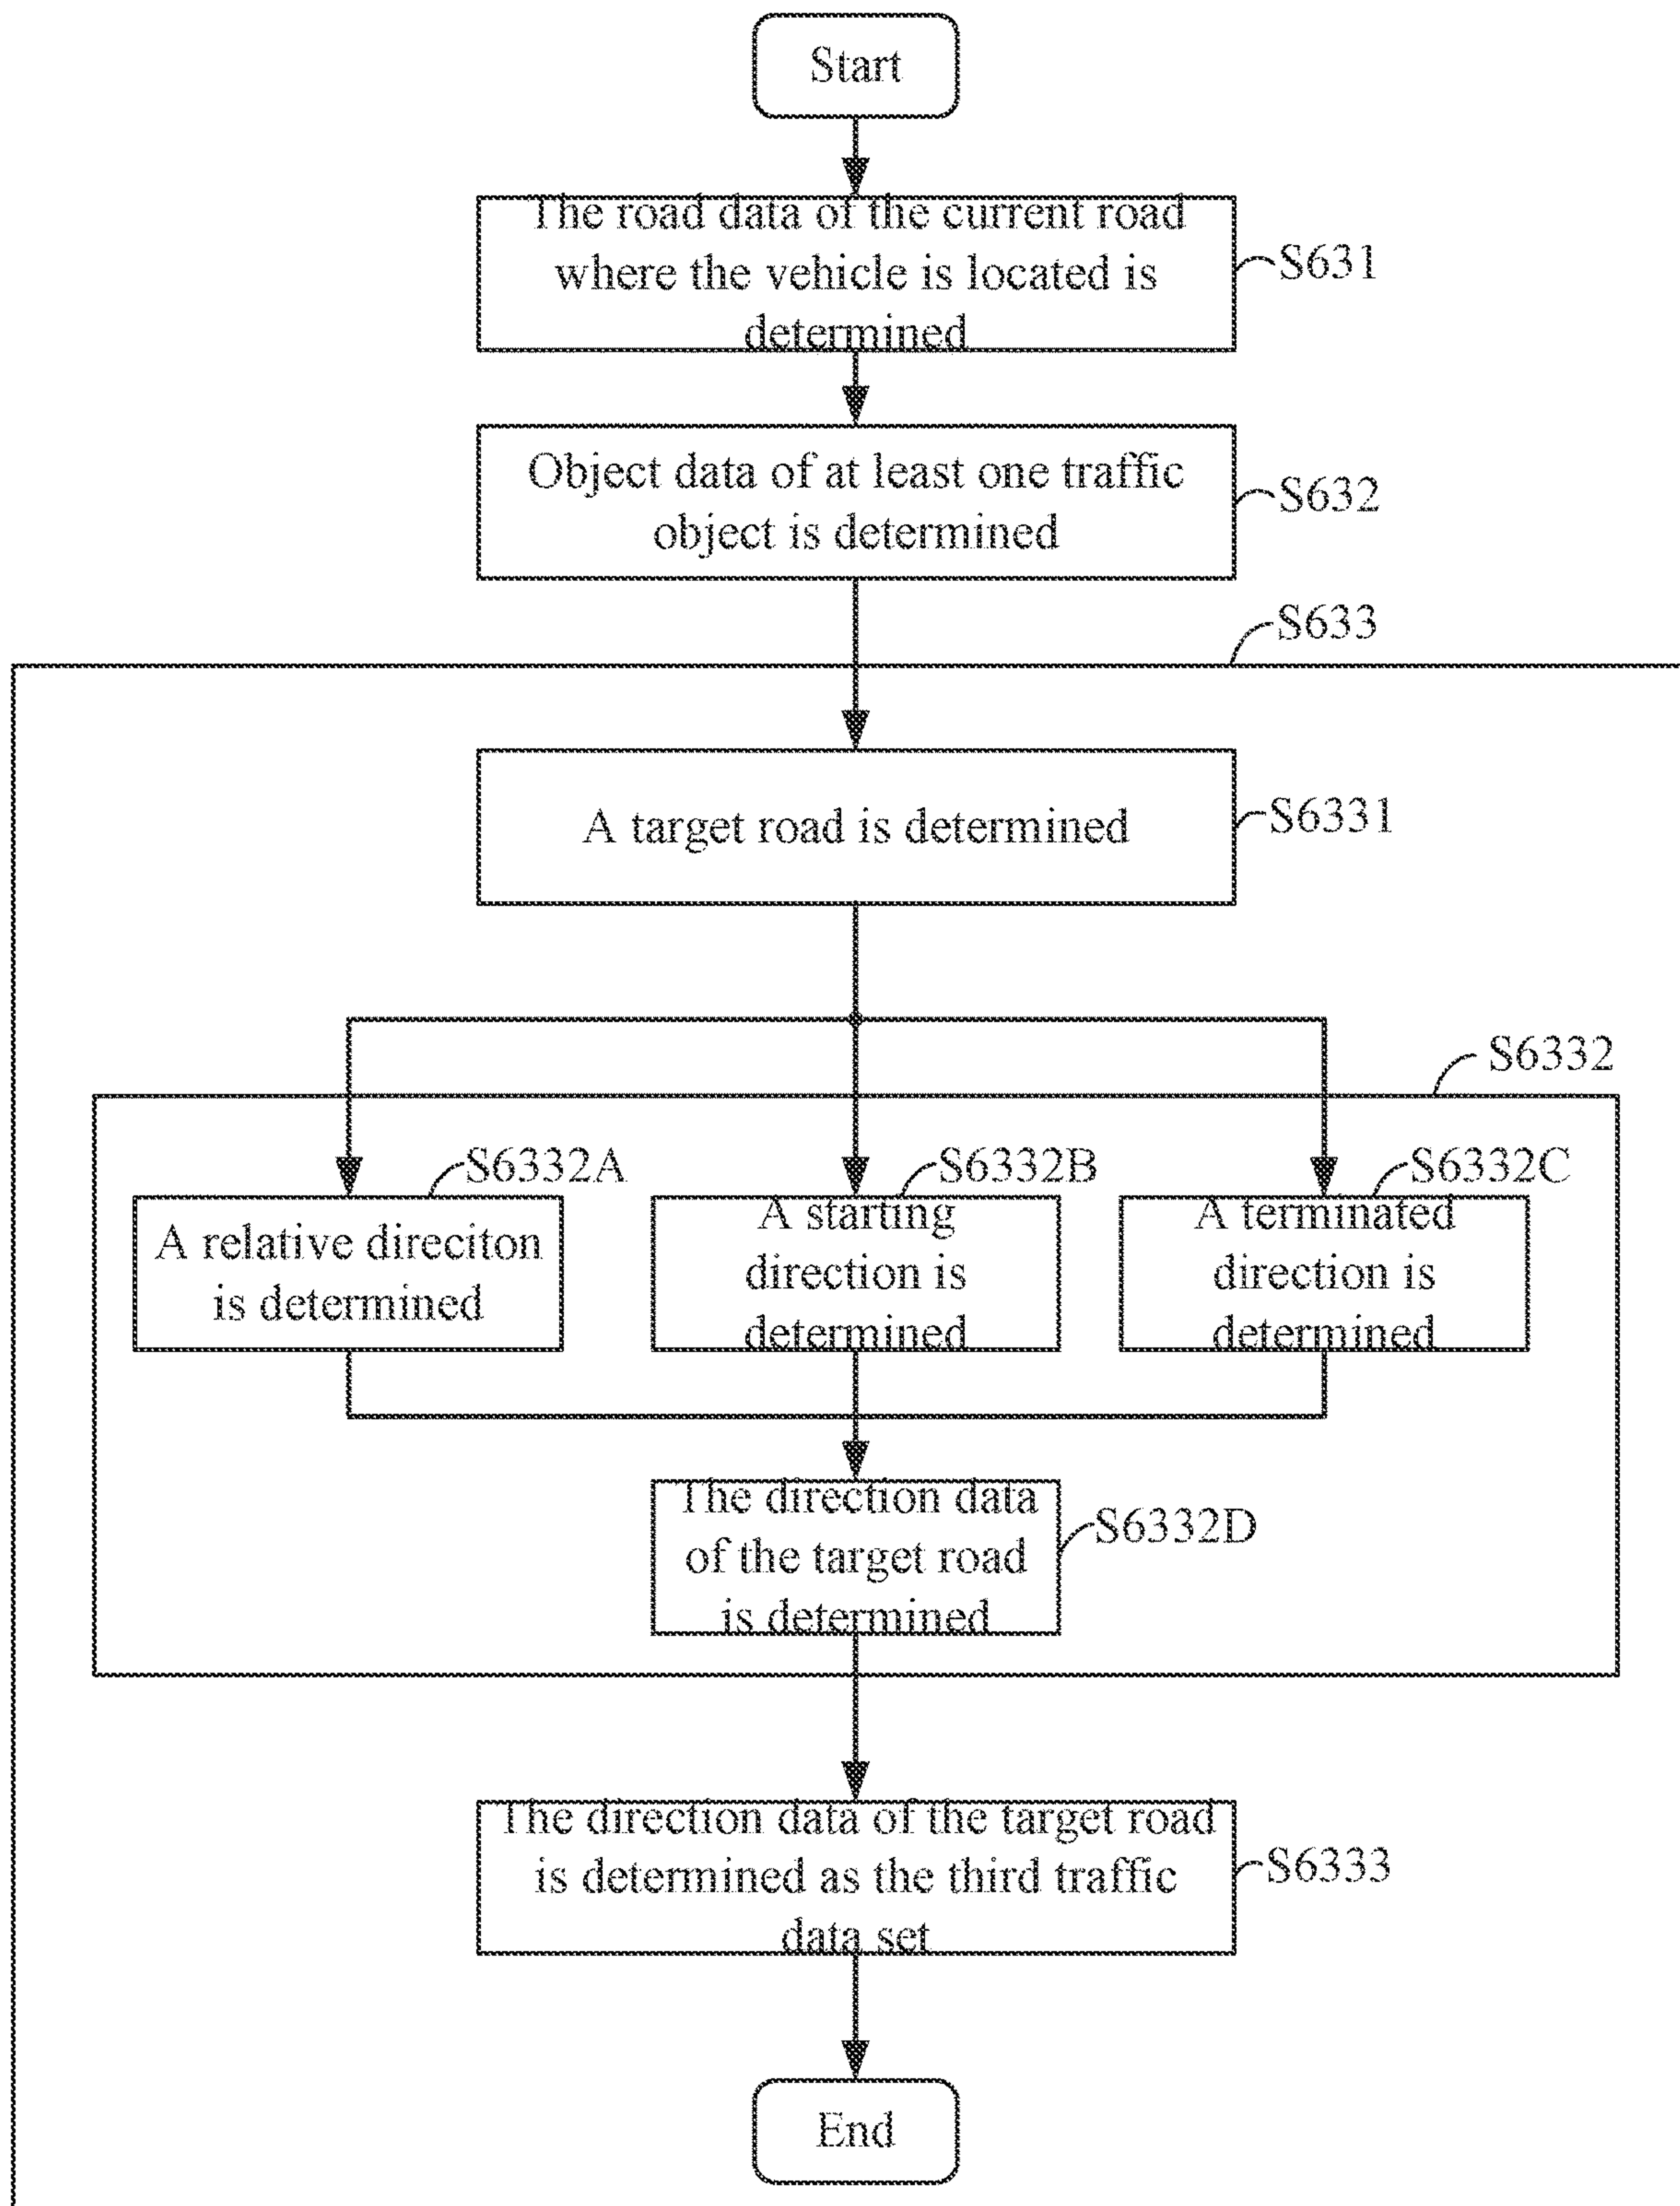 Start
The road data of the current road
where the vehicle is located is
determined
S631
Object data of at least one traffic
object is determined
S632
S633
A target road is determined
S6331
S6332
S6332A
A relative direciton
is determined
S6332B
A starting
direction is
determined
S6332C
A terminated
direction is
determined
The direction data
of the target road
is determined
S6332D
The direction data of the target road
is determined as the third traffic
data set
S6333
End